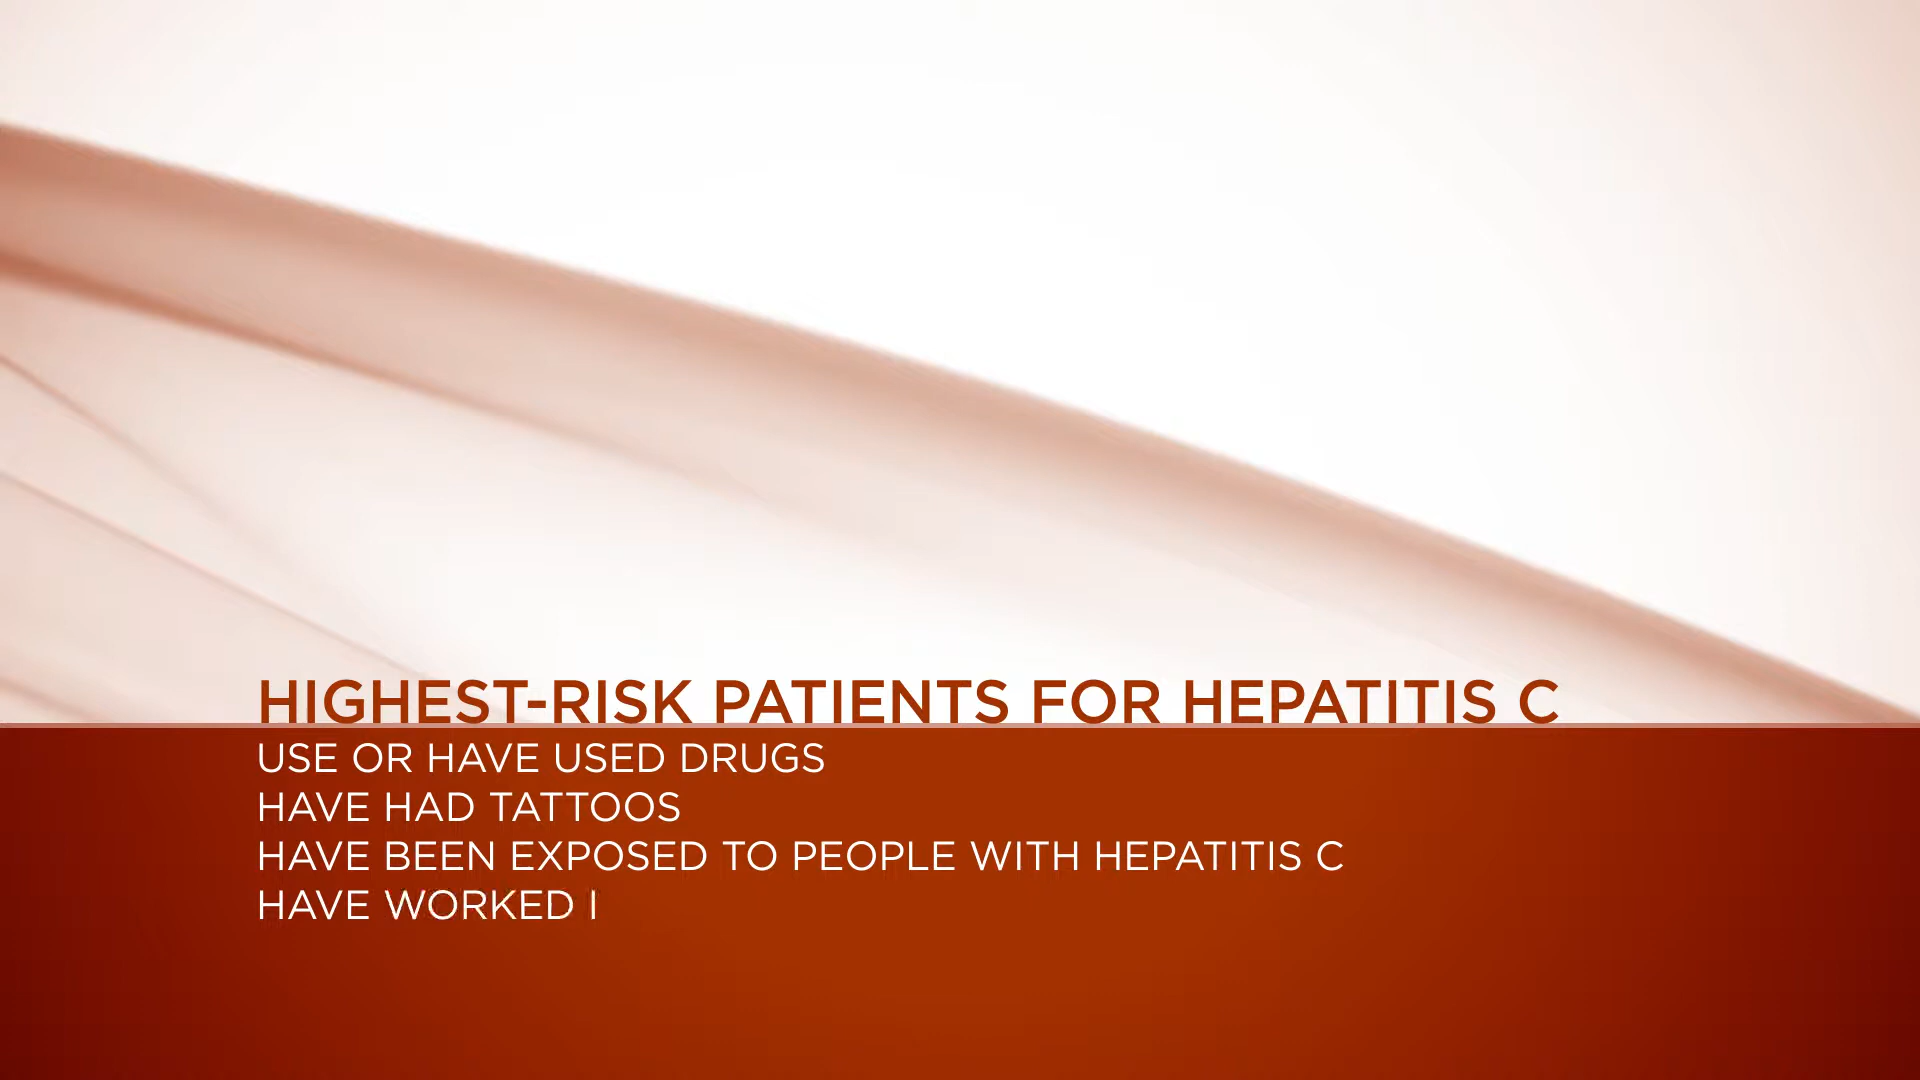 HIGHEST-RISK PATIENTS FOR HEPATITIS C
USE OR HAVE USED DRUGS
HAVE HAD TATTOOS
HAVE BEEN EXPOSED TO PEOPLE WITH HEPATITIS C
HAVE WORKED I